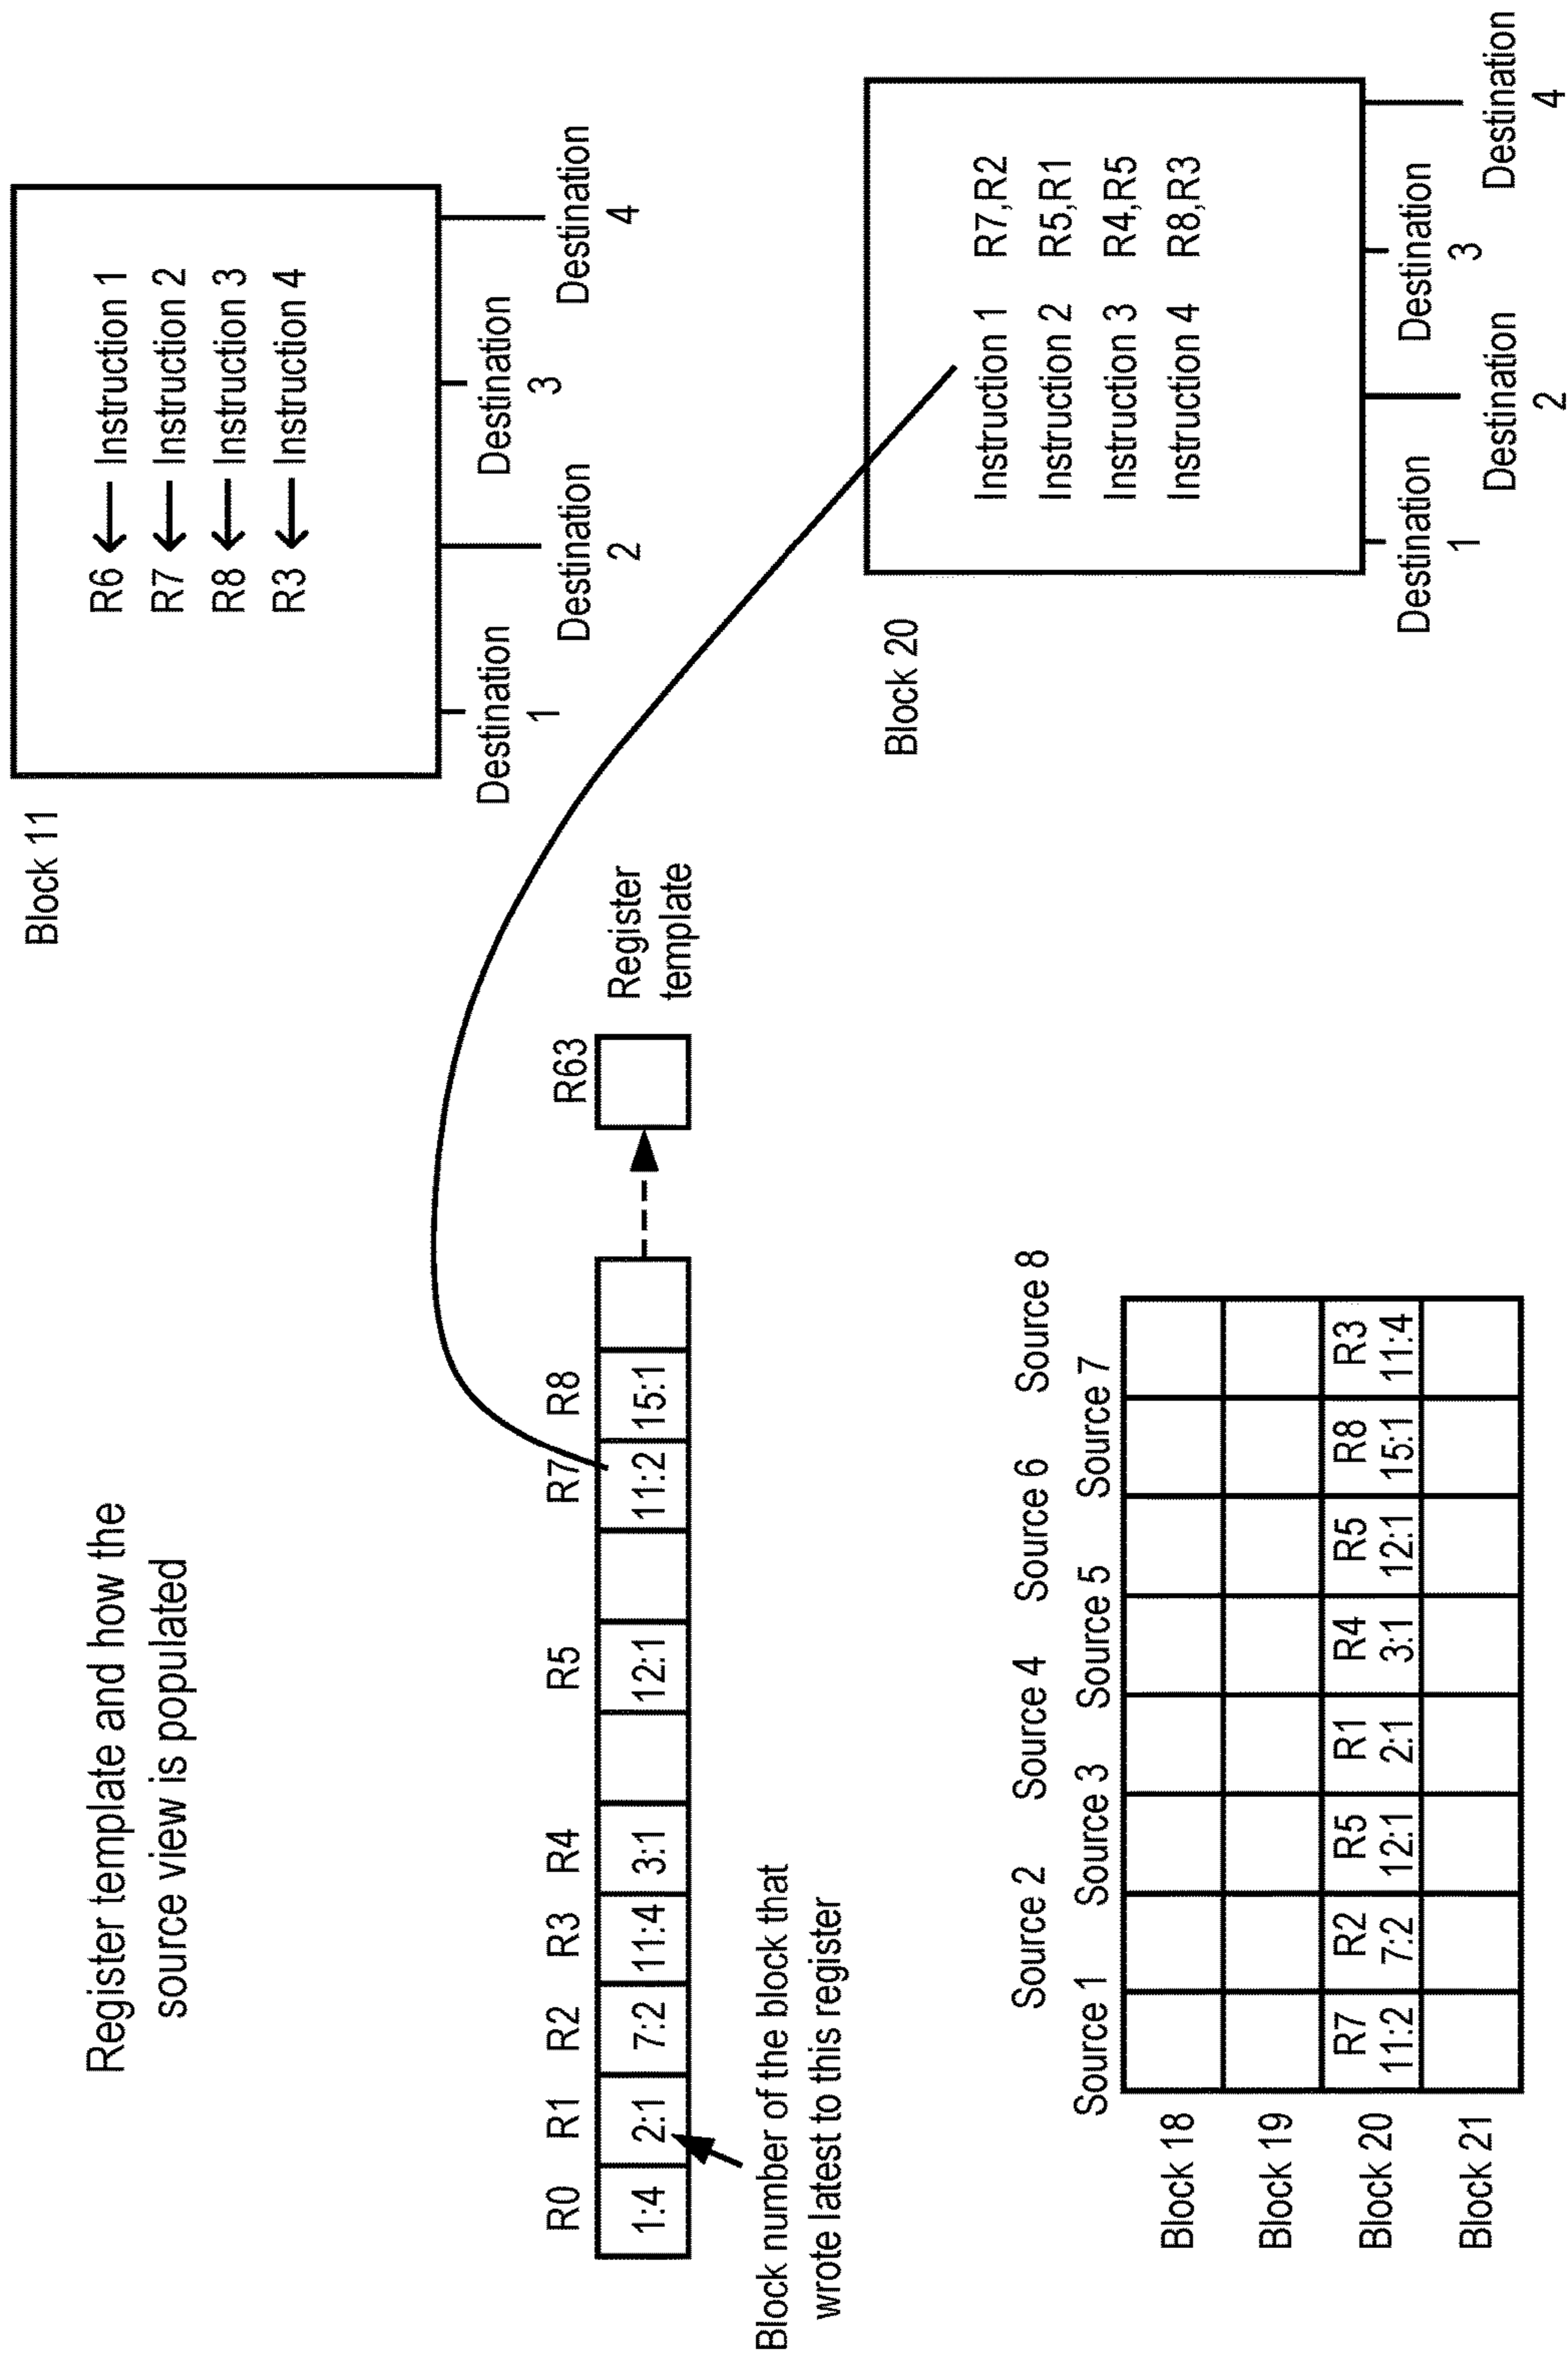 Register template and how the
source view is populated
Block 11
R6 Instruction 1
R7 Instruction 2
R8 Instruction 3
R3 Instruction 4
Destination
1
Destination
2
Destination
3
Destination
4
R0 R1 R2 R3 R4 R5 R7 R8 R63
1:4 2:1 7:2 11:4 3:1 12:1 11:2 15:1
Register
template
Block number of the block that
wrote latest to this register
Block 20
Instruction 1 R7,R2
Instruction 2 R5,R1
Instruction 3 R4,R5
Instruction 4 R8,R3
Destination
1
Destination
2
Destination
3
Destination
4
Source 2 Source 4 Source 6 Source 8
Source 1 Source 3 Source 5 Source 7
Block 18
Block 19
Block 20
R7 R2 R5 R1 R4 R5 R8 R3
11:2 7:2 12:1 2:1 3:1 12:1 15:1 11:4
Block 21